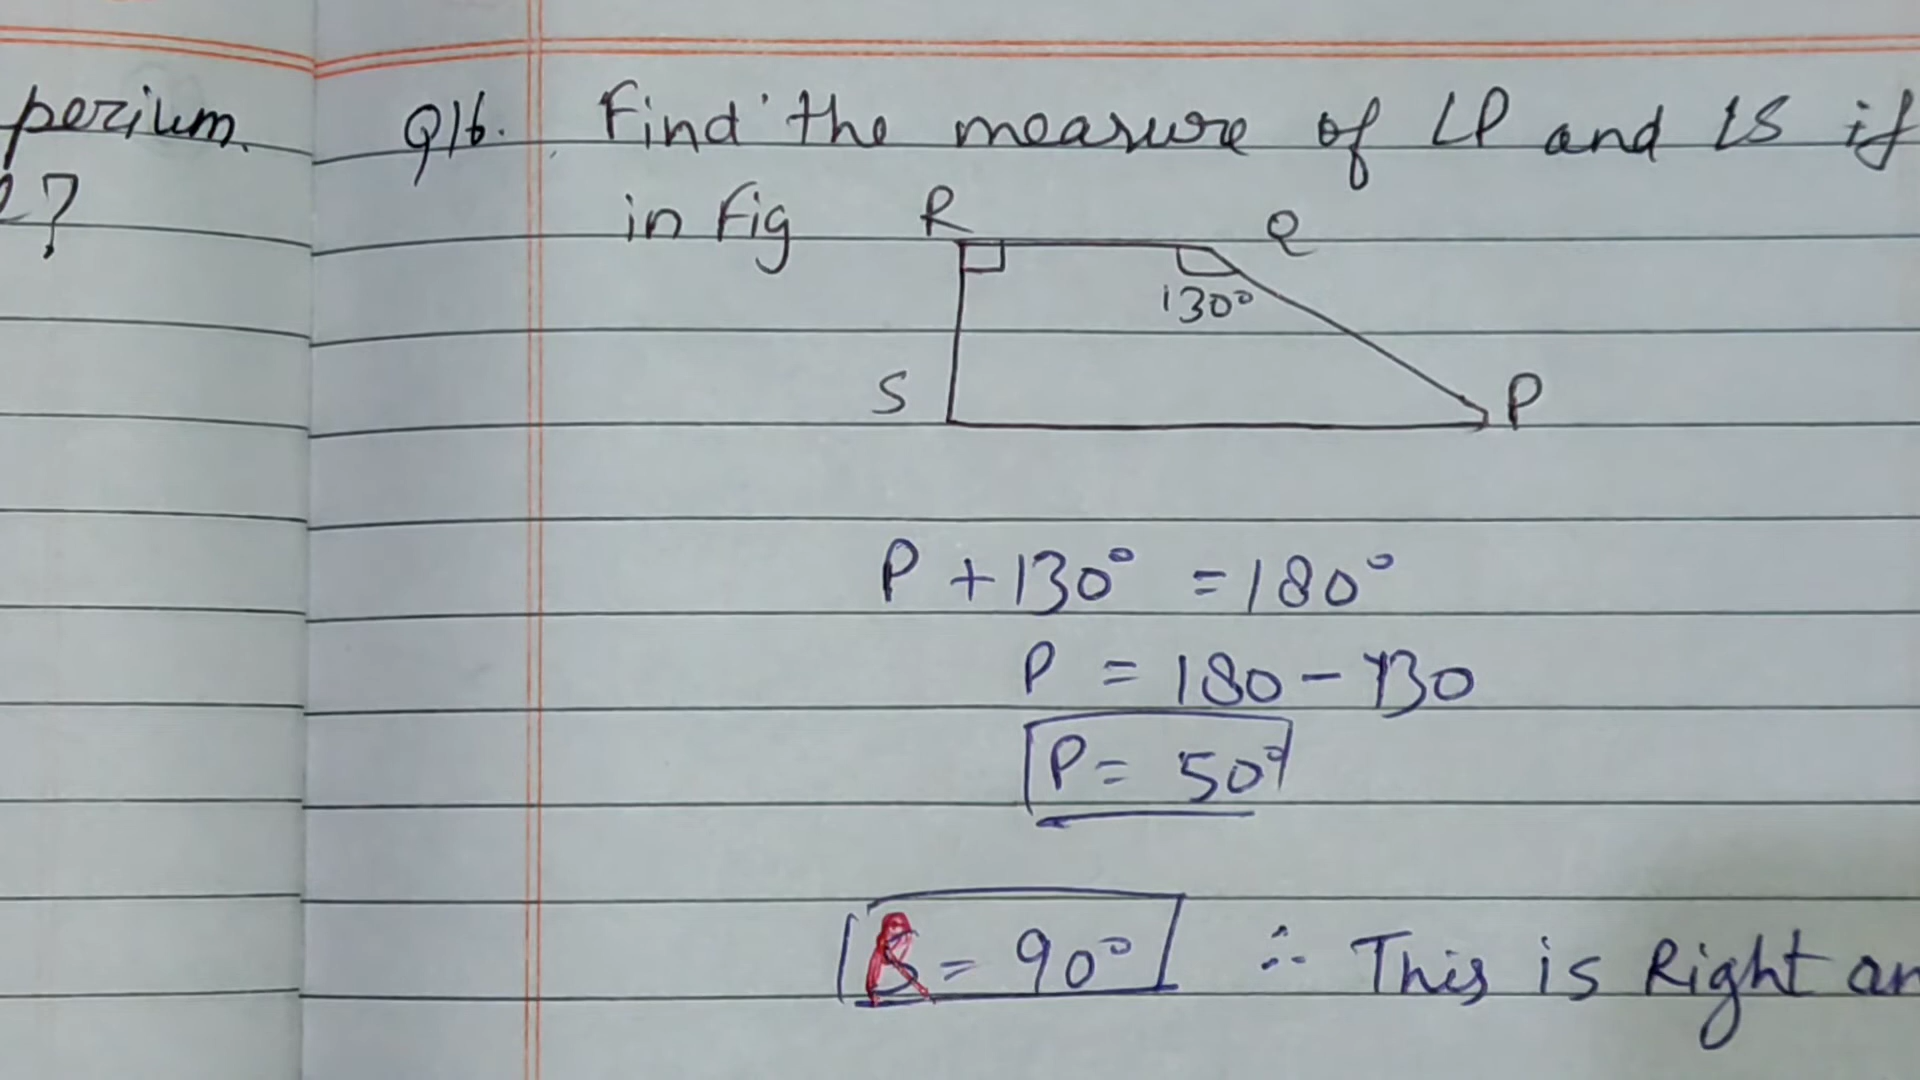 perium.
?
Q16. Find the measure of ∠P and ∠S if
in Fig
R
Q
130°
S
P
P + 130° = 180°
P = 180 - 130
P = 50°
= 90° ∴ This is Right an